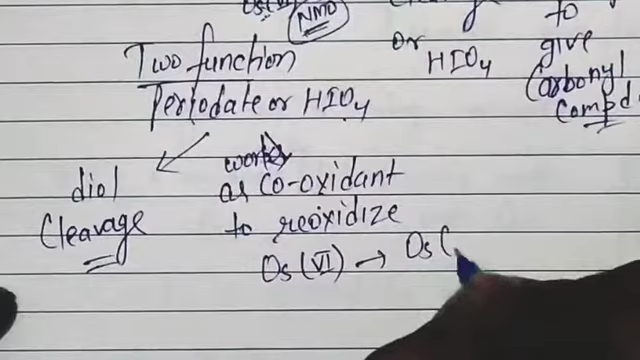 NMO
to
Two function
or HIO4
give
Periodate or HIO4
Carbonyl
Compd
works
diol
as Co-oxidant
Cleavage
to reoxidize
Os (VI) → Os (